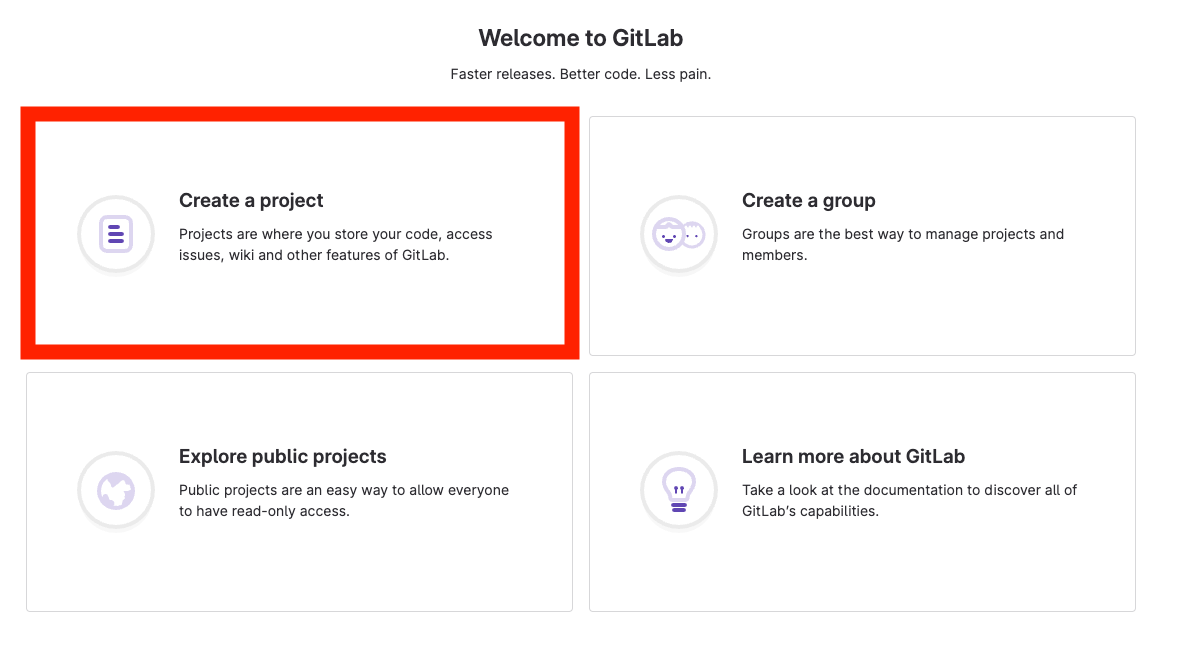 Welcome to GitLab
Faster releases. Better code. Less pain.
Create a project
Projects are where you store your code, access
issues, wiki and other features of GitLab.
Create a group
Groups are the best way to manage projects and
members.
Explore public projects
Public projects are an easy way to allow everyone
to have read-only access.
Learn more about GitLab
Take a look at the documentation to discover all of
GitLab’s capabilities.